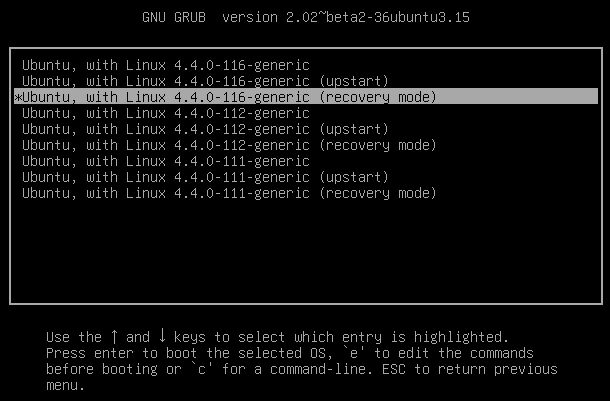 GNU GRUB  version 2.02~beta2-36ubuntu3.15
Ubuntu, with Linux 4.4.0-116-generic
Ubuntu, with Linux 4.4.0-116-generic (upstart)
*Ubuntu, with Linux 4.4.0-116-generic (recovery mode)
Ubuntu, with Linux 4.4.0-112-generic
Ubuntu, with Linux 4.4.0-112-generic (upstart)
Ubuntu, with Linux 4.4.0-112-generic (recovery mode)
Ubuntu, with Linux 4.4.0-111-generic
Ubuntu, with Linux 4.4.0-111-generic (upstart)
Ubuntu, with Linux 4.4.0-111-generic (recovery mode)
Use the ↑ and ↓ keys to select which entry is highlighted.
Press enter to boot the selected OS, `e' to edit the commands
before booting or `c' for a command-line. ESC to return previous
menu.